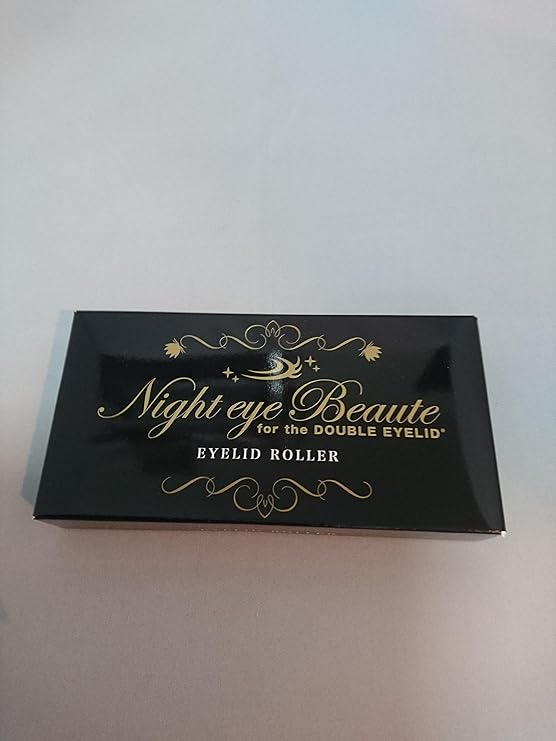 Night eye Beaute
for the DOUBLE EYELID®
EYELID ROLLER